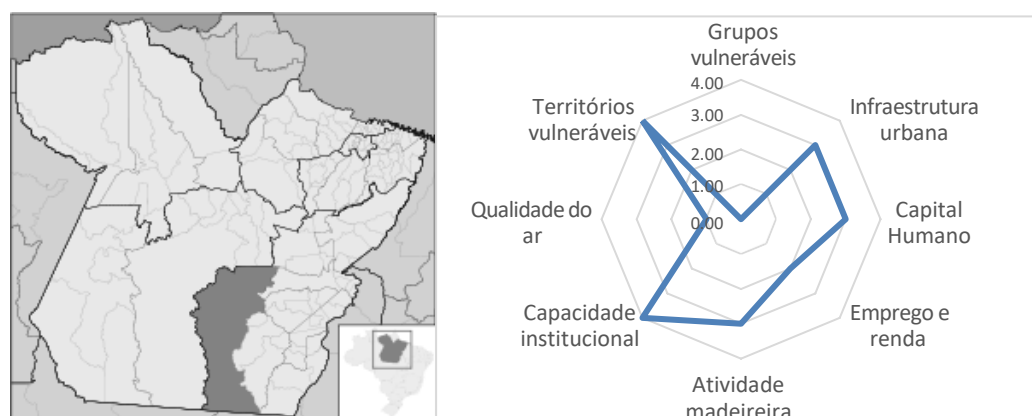 Grupos
vulneráveis
4.00
3.00
2.00
1.00
0.00
Infraestrutura
urbana
Capital
Humano
Emprego e
renda
Atividade
madeireira
Capacidade
institucional
Qualidade do
ar
Territórios
vulneráveis